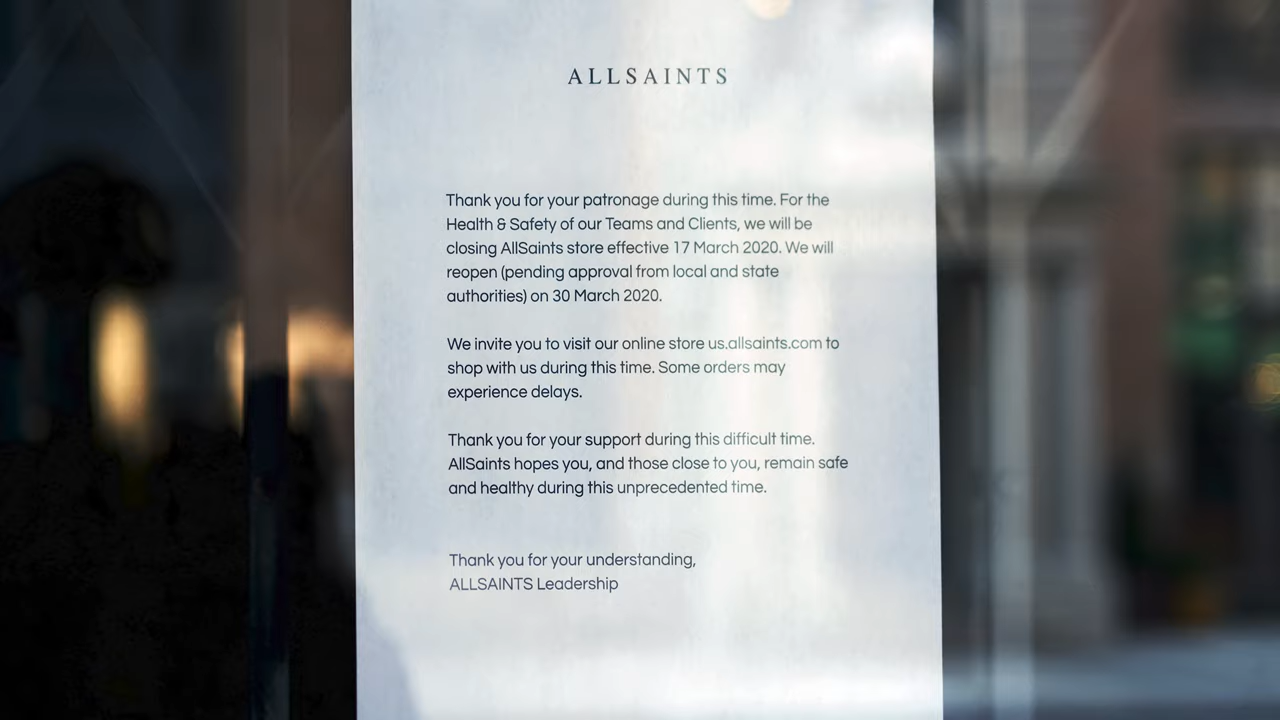 ALLSAINTS
Thank you for your patronage during this time. For the
Health & Safety of our Teams and Clients, we will be
closing AllSaints store effective 17 March 2020. We will
reopen (pending approval from local and state
authorities) on 30 March 2020.
We invite you to visit our online store us.allsaints.com to
shop with us during this time. Some orders may
experience delays.
Thank you for your support during this difficult time.
AllSaints hopes you, and those close to you, remain safe
and healthy during this unprecedented time.
Thank you for your understanding,
ALLSAINTS Leadership